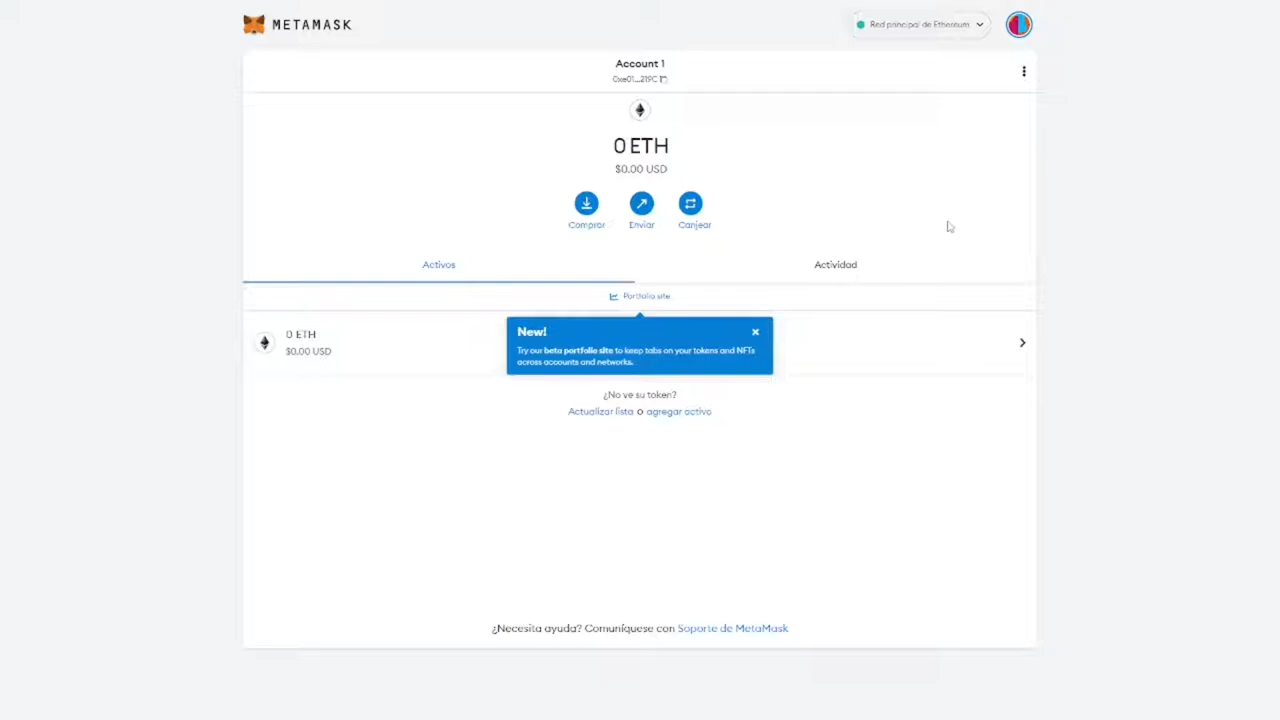 METAMASK
Red principal de Ethereum
Account 1
0 ETH
$0.00 USD
Comprar
Enviar
Canjear
Activos
Actividad
Portfolio site
0 ETH
$0.00 USD
New!
Try our beta portfolio site to keep tabs on your tokens and NFTs
across accounts and networks.
¿No ve su token?
Actualizar lista o agregar activo
¿Necesita ayuda? Comuníquese con Soporte de MetaMask